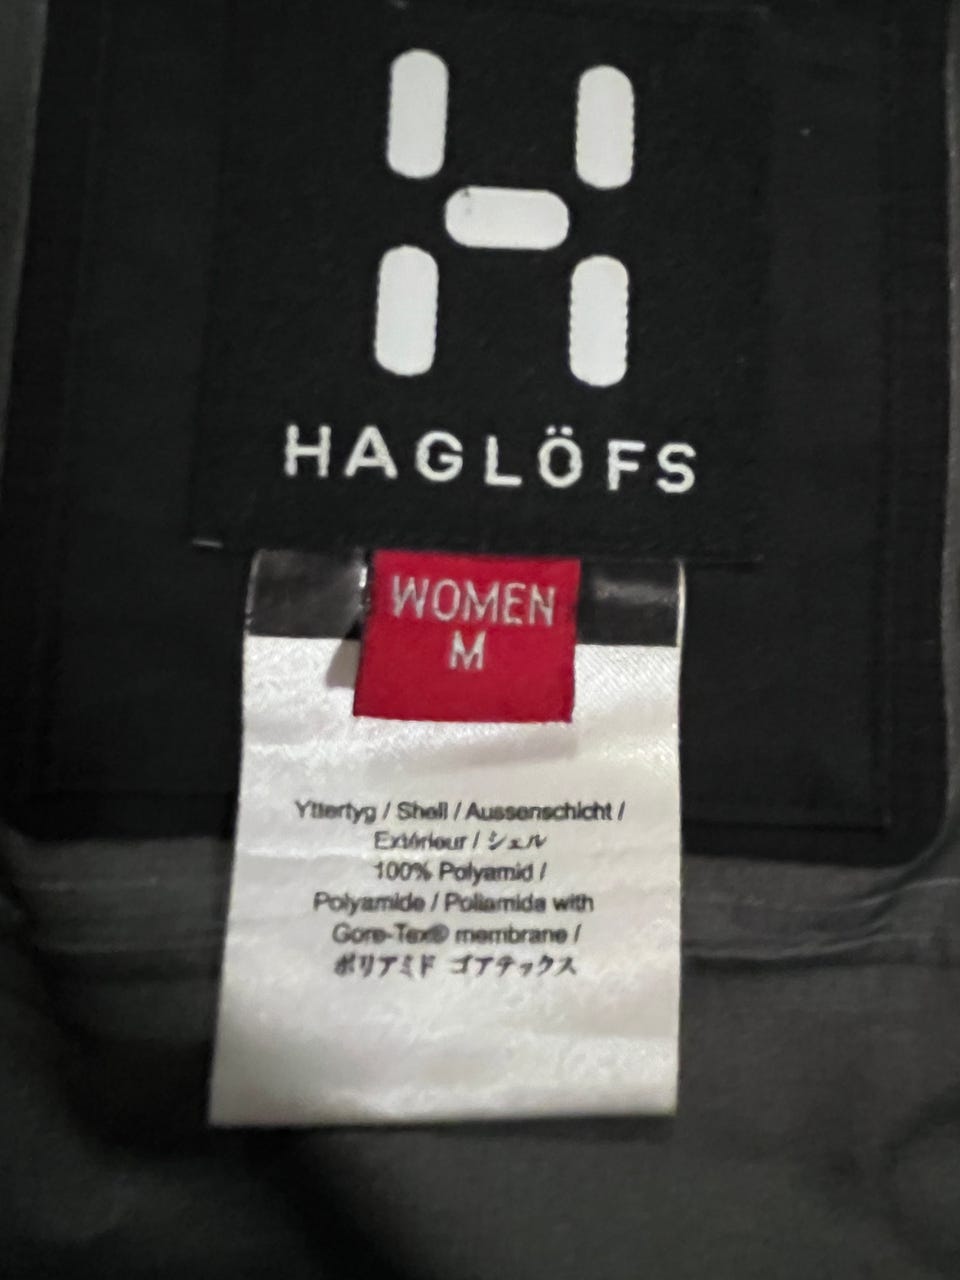 HAGLÖFS
WOMEN
M
Yttertyg / Shell / Aussenschicht /
Extérieur / シェル
100% Polyamid /
Polyamide / Poliamida with
Gore-Tex® membrane /
ポリアミド ゴアテックス